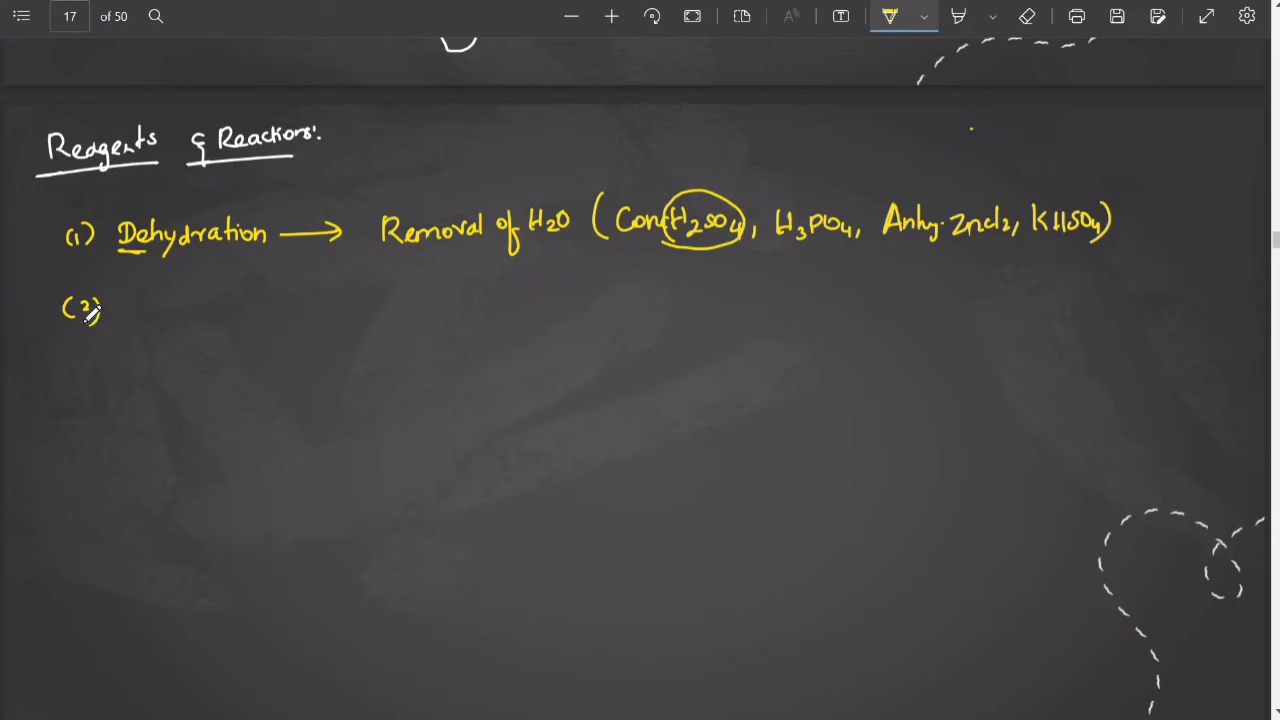 17 of 50
Reagents & Reactions:
(1) Dehydration ⟶ Removal of H2O (Conc H2SO4, H3PO4, Anhy. ZnCl2, KHSO4)
(2)